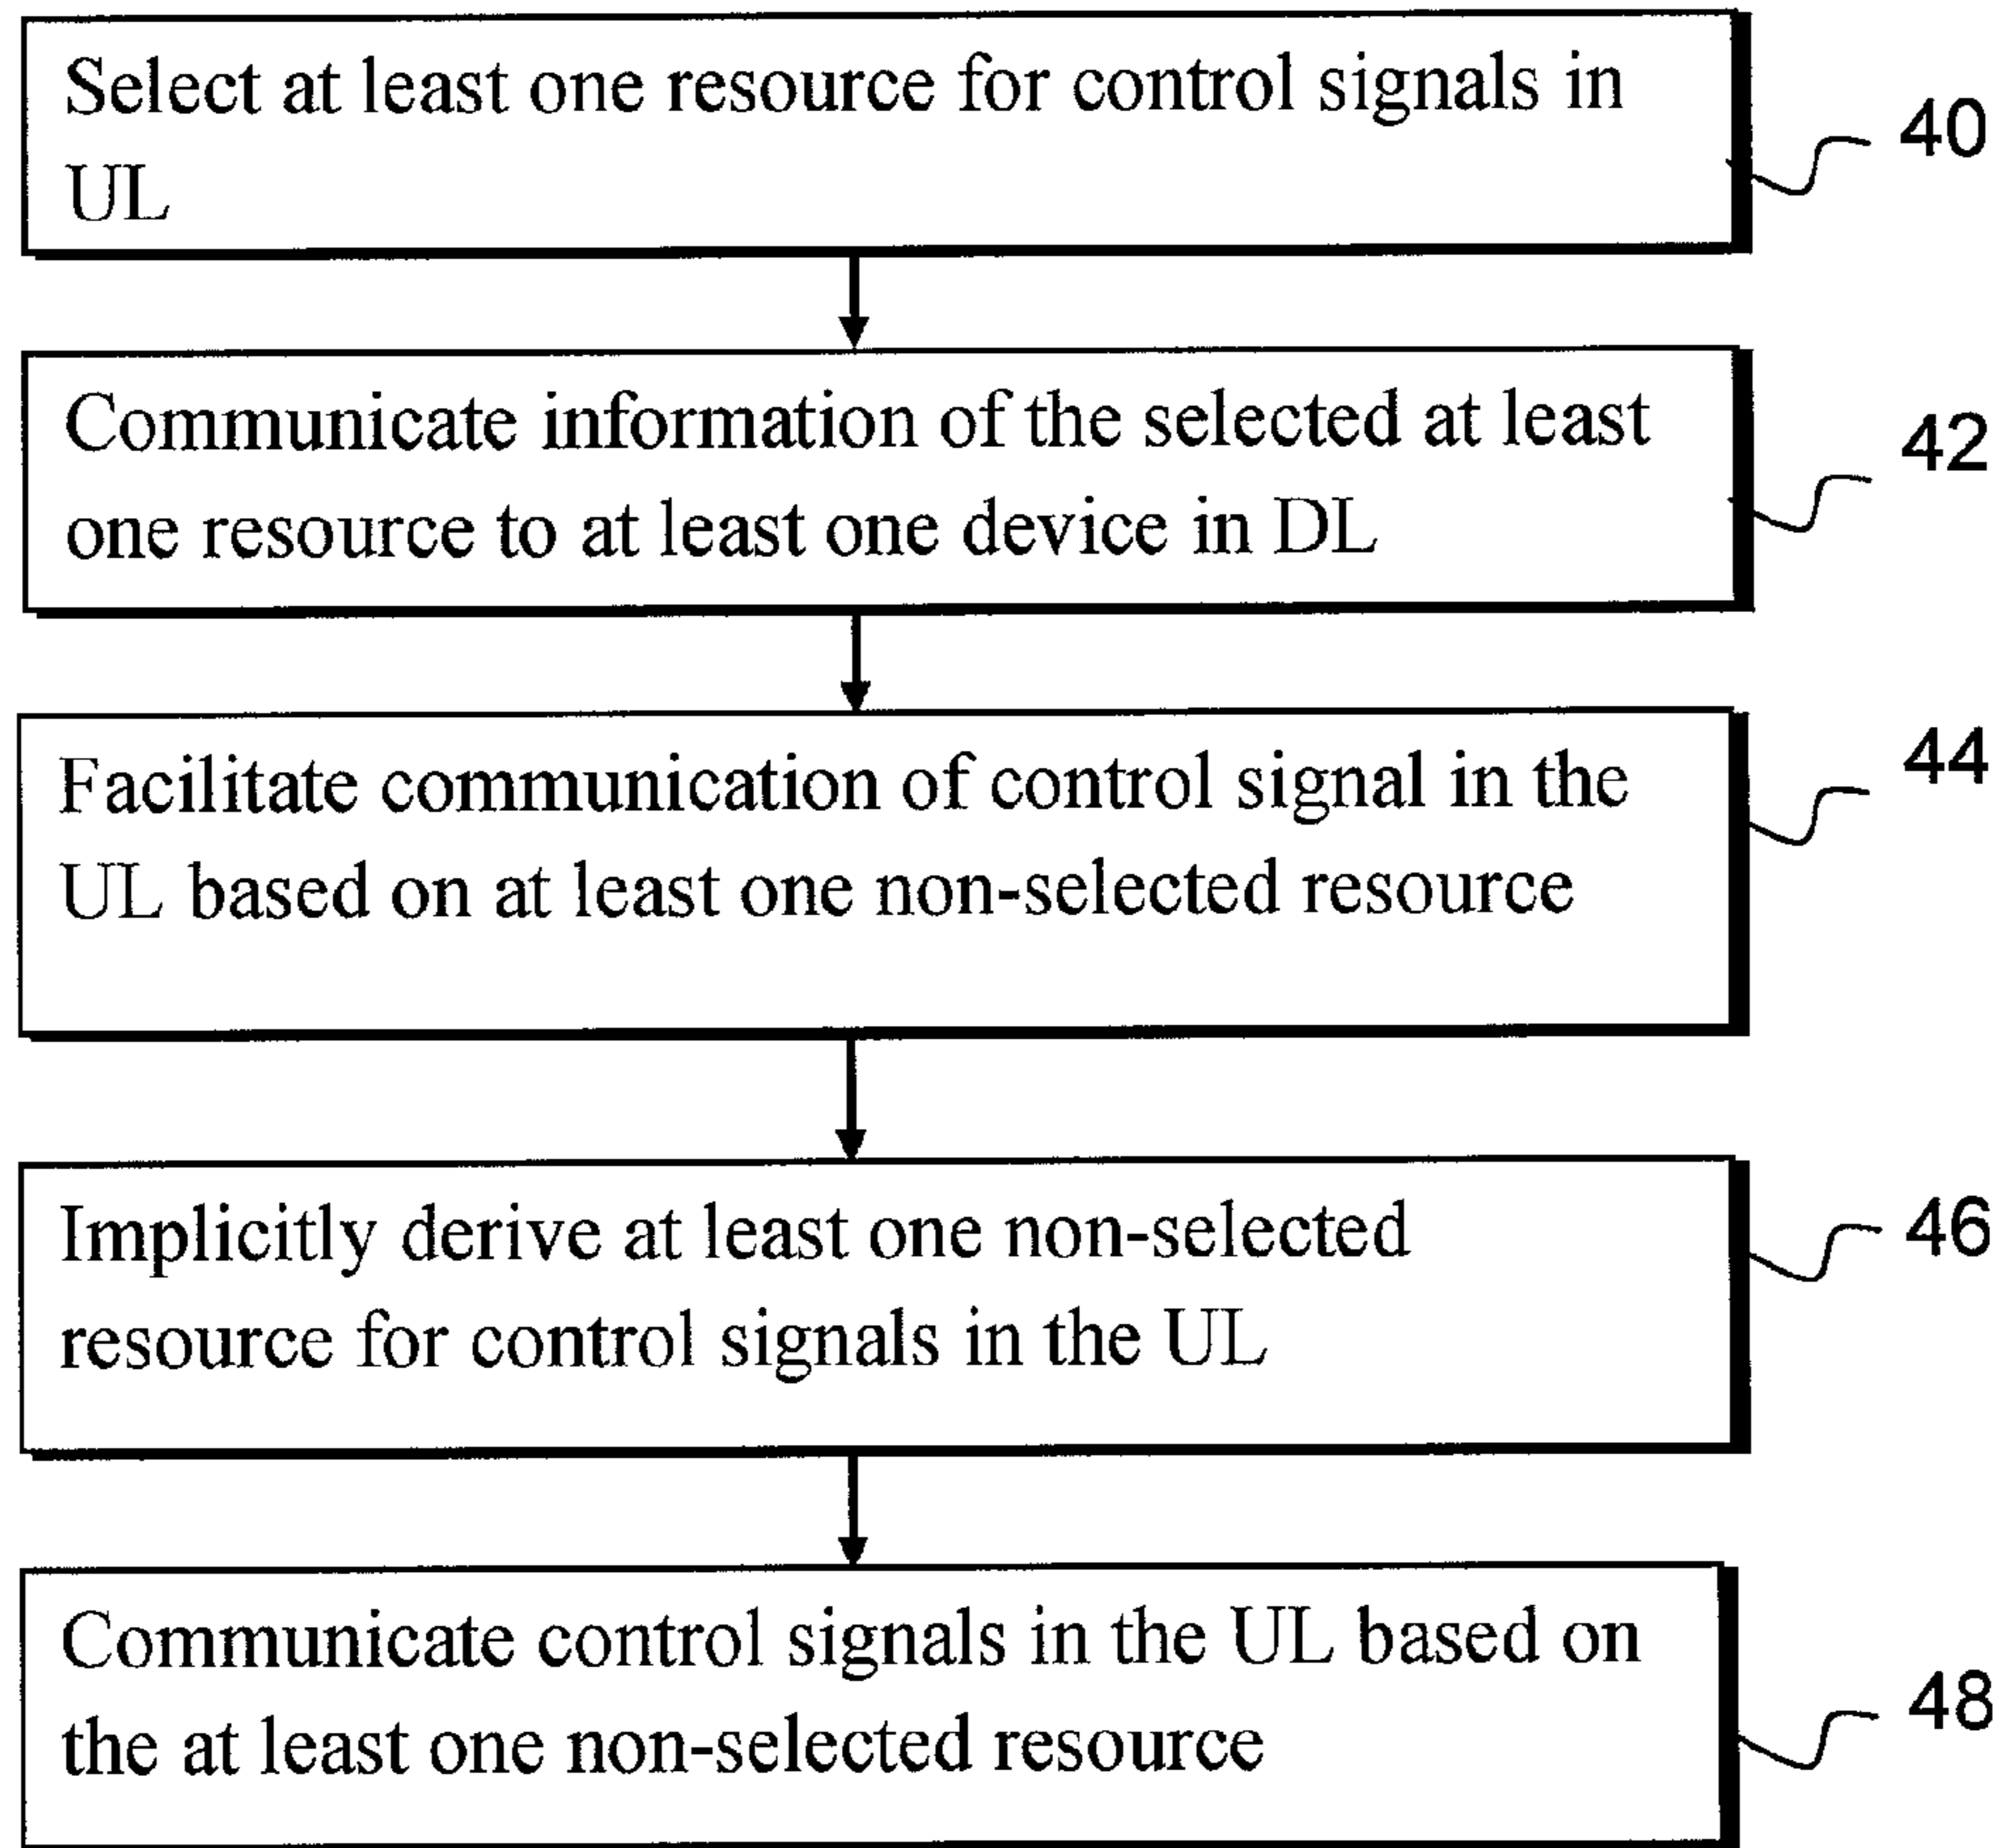 Select at least one resource for control signals in
UL
40
Communicate information of the selected at least
one resource to at least one device in DL
42
Facilitate communication of control signal in the
UL based on at least one non-selected resource
44
Implicitly derive at least one non-selected
resource for control signals in the UL
46
Communicate control signals in the UL based on
the at least one non-selected resource
48